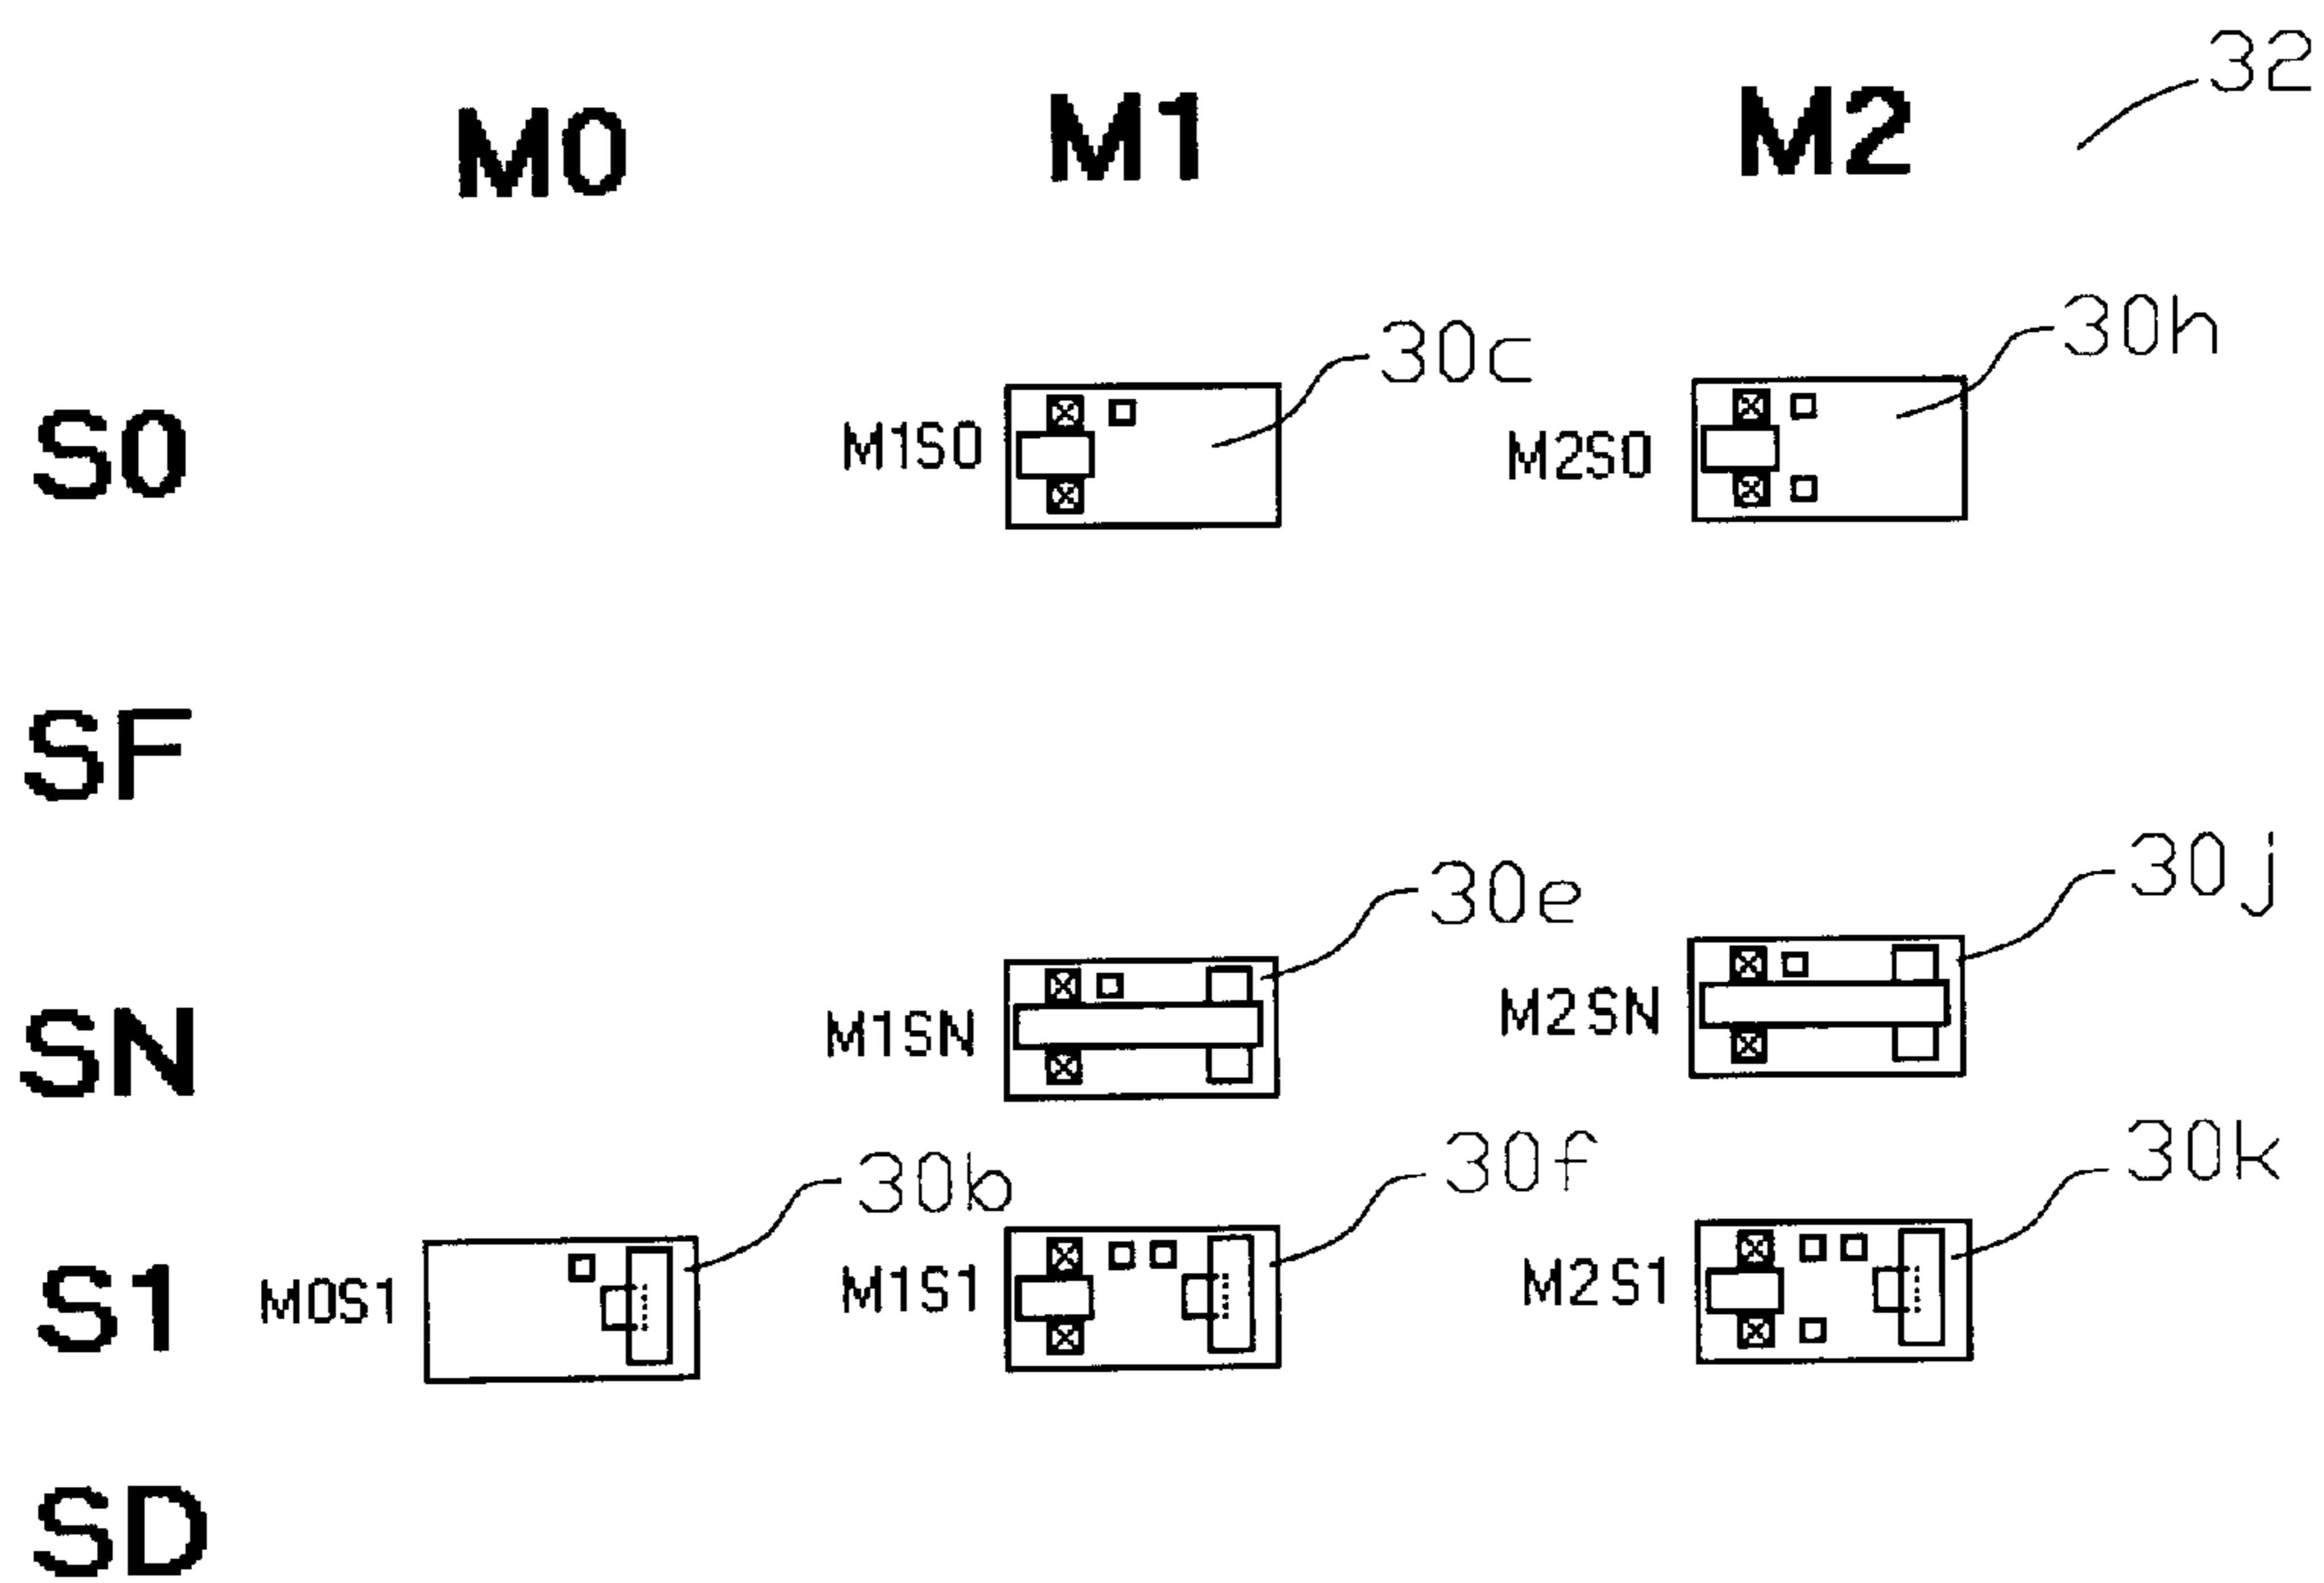 32
M0 M1 M2
30c 30h
S0 M1S0 M2S0
SF
30e 30j
SN M1SN M2SN
30b 30f 30k
S1 M0S1 M1S1 M2S1
SD